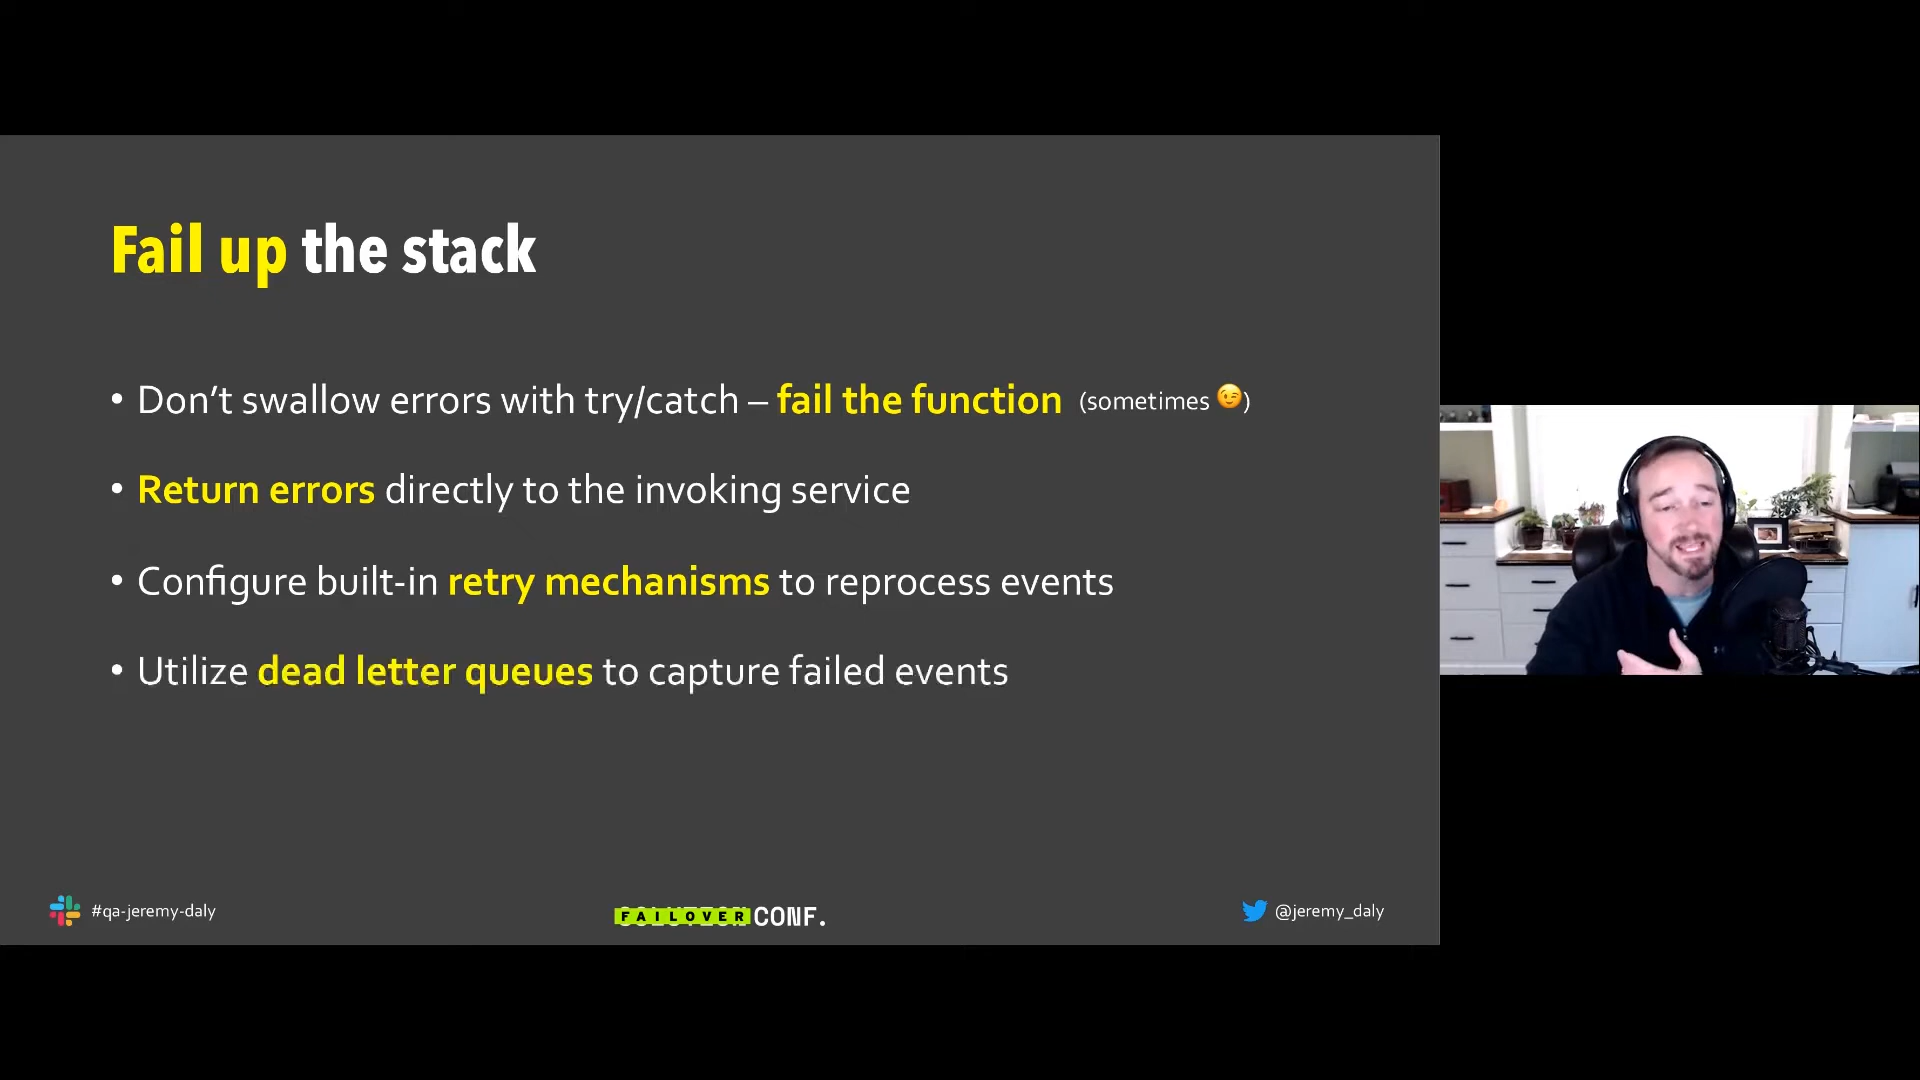 Fail up the stack
• Don’t swallow errors with try/catch – fail the function (sometimes 😉)
• Return errors directly to the invoking service
• Configure built-in retry mechanisms to reprocess events
• Utilize dead letter queues to capture failed events
#qa-jeremy-daly
FAILOVER CONF.
@jeremy_daly